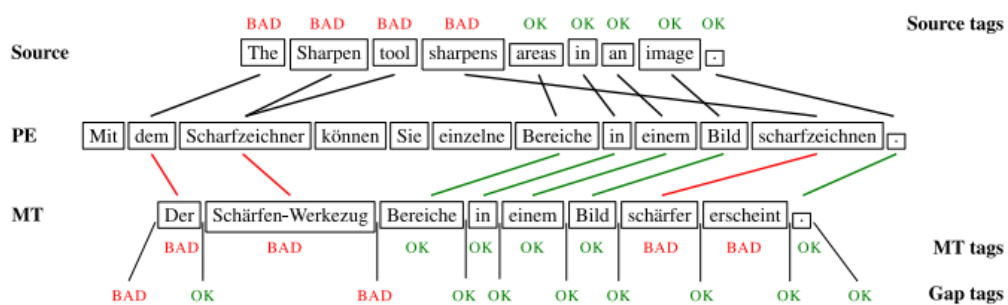 BAD BAD BAD BAD OK OK OK OK OK Source tags
Source The Sharpen tool sharpens areas in an image .
PE Mit dem Scharfzeichner können Sie einzelne Bereiche in einem Bild scharfzeichnen .
MT Der Schärfen-Werkezug Bereiche in einem Bild schärfer erscheint .
BAD BAD OK OK OK OK BAD BAD OK MT tags
BAD OK BAD OK OK OK OK OK OK OK Gap tags